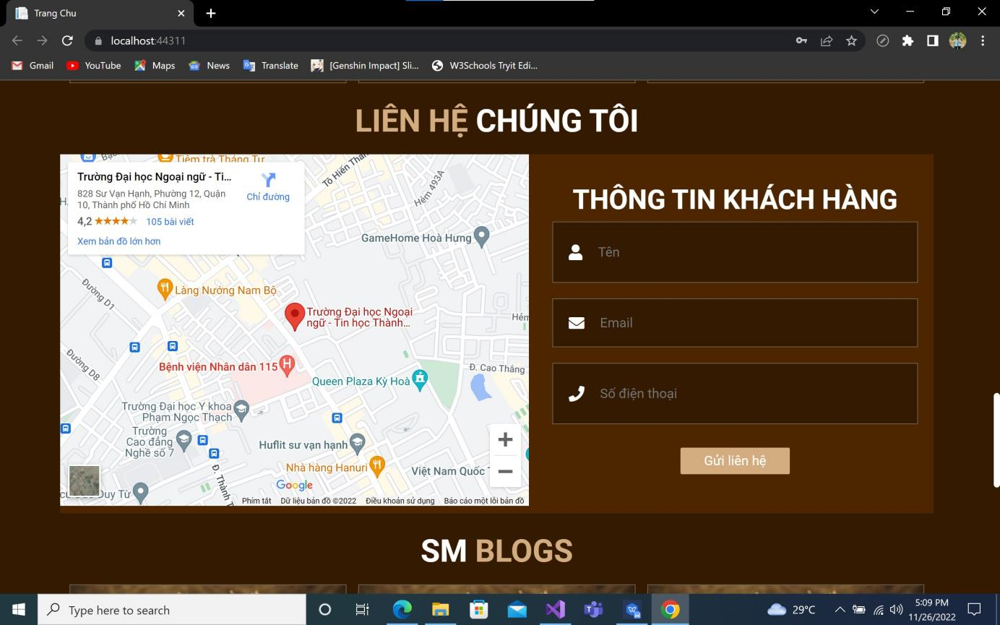 Trang Chu
localhost:44311
Gmail
YouTube
Maps
News
Translate
[Genshin Impact] Sli...
W3Schools Tryit Edi...
LIÊN HỆ CHÚNG TÔI
Tiệm trà Tháng Tư
Tô Hiến Thàn
Trường Đại học Ngoại ngữ - Ti...
828 Sư Vạn Hạnh, Phường 12, Quận
10, Thành phố Hồ Chí Minh
4,2
105 bài viết
Xem bản đồ lớn hơn
Chỉ đường
Hẻm 493A
GameHome Hoà Hưng
Đường D1
Làng Nướng Nam Bộ
Trường Đại học Ngoại
ngữ - Tin học Thành...
Hẻm
Đường D8
Bệnh viện Nhân dân 115
H
Queen Plaza Kỳ Hoà
Đ. Cao Thắng
Trường Đại học Y khoa
Phạm Ngọc Thạch
Trường
Cao đẳng
Nghề số 7
Huflit sư vạn hạnh
Nhà hàng Hanuri
Việt Nam Quốc
Đ. Thành T
Duy Từ
Google
Phím tắt
Dữ liệu bản đồ ©2022
Điều khoản sử dụng
Báo cáo một lỗi bản đồ
THÔNG TIN KHÁCH HÀNG
Tên
Email
Số điện thoại
Gửi liên hệ
SM BLOGS
Type here to search
29°C
5:09 PM
11/26/2022